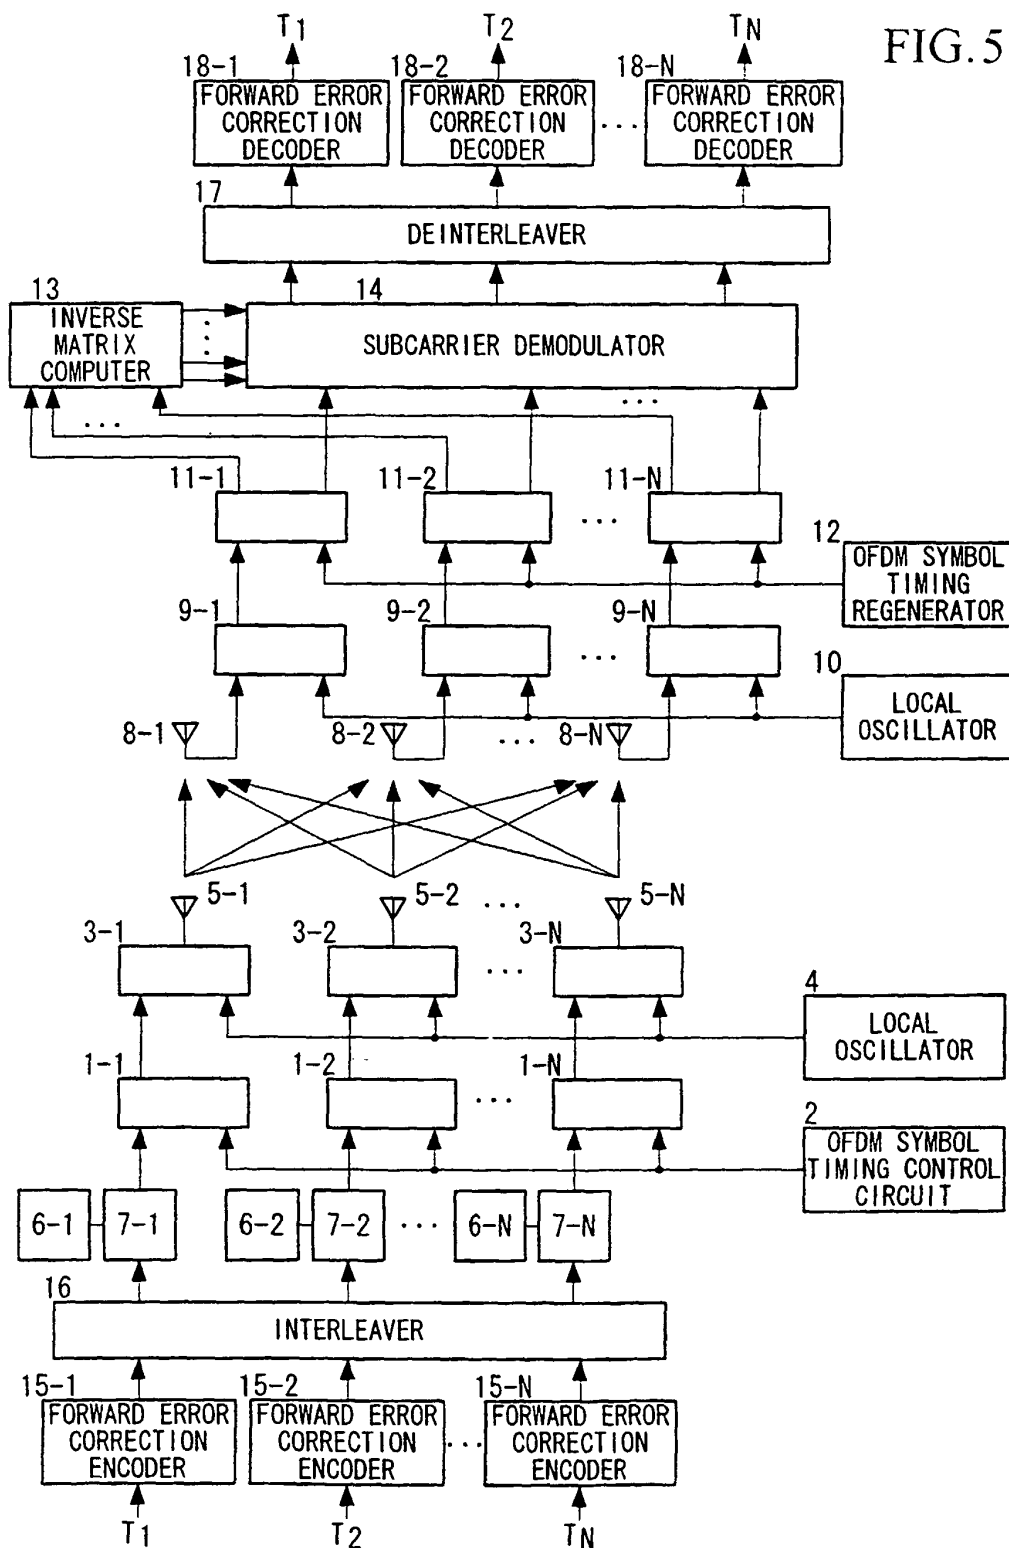 FIG.5
T1 T2 TN
18-1 18-2 18-N
FORWARD ERROR CORRECTION DECODER
FORWARD ERROR CORRECTION DECODER
...
FORWARD ERROR CORRECTION DECODER
17
DEINTERLEAVER
13
INVERSE
MATRIX
COMPUTER
...
14
SUBCARRIER DEMODULATOR
... ...
11-1 11-2 ... 11-N
12
OFDM SYMBOL
TIMING
REGENERATOR
9-1 9-2 ... 9-N
10
LOCAL
OSCILLATOR
8-1 8-2 ... 8-N
5-1 5-2 ... 5-N
3-1 3-2 ... 3-N
4
LOCAL
OSCILLATOR
1-1 1-2 ... 1-N
2
OFDM SYMBOL
TIMING CONTROL
CIRCUIT
6-1 7-1 6-2 7-2 ... 6-N 7-N
16
INTERLEAVER
15-1 15-2 15-N
FORWARD ERROR CORRECTION ENCODER
FORWARD ERROR CORRECTION ENCODER
...
FORWARD ERROR CORRECTION ENCODER
T1 T2 TN